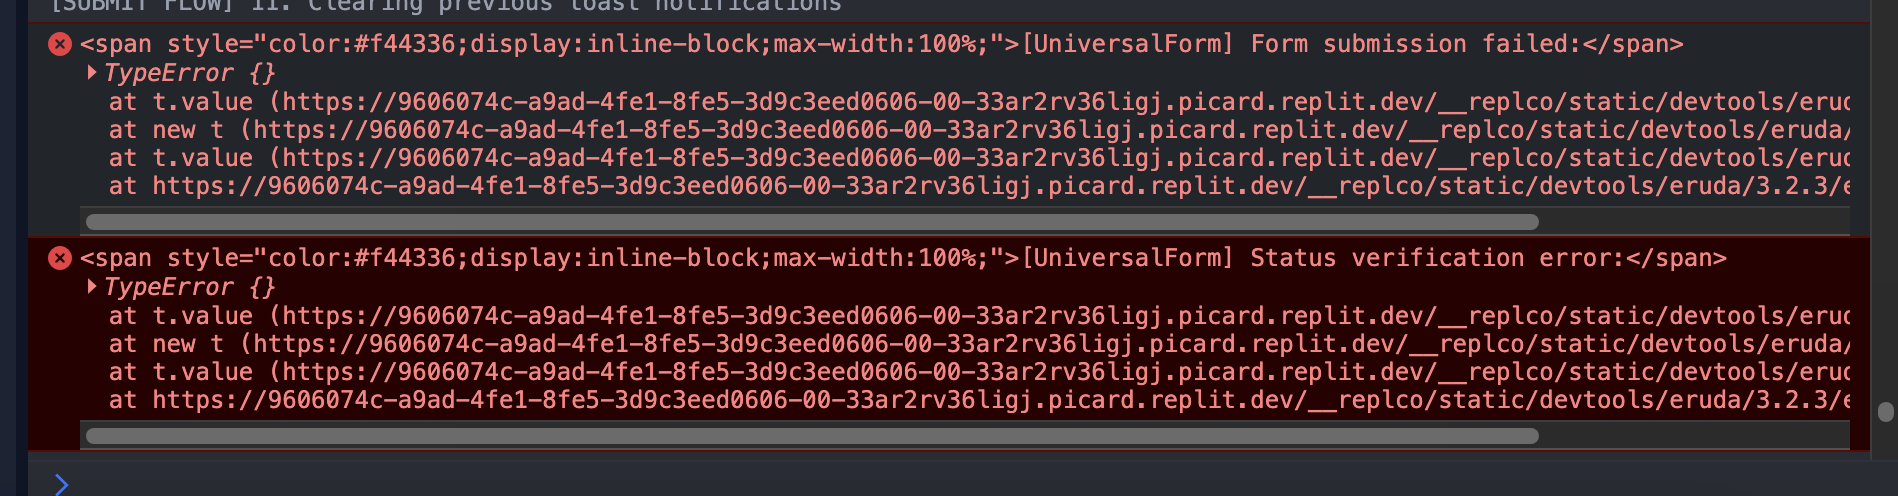 [SUBMIT FLOW] 11. Clearing previous toast notifications
<span style="color:#f44336;display:inline-block;max-width:100%;">[UniversalForm] Form submission failed:</span>
TypeError {}
at t.value (https://9606074c-a9ad-4fe1-8fe5-3d9c3eed0606-00-33ar2rv36ligj.picard.replit.dev/__replco/static/devtools/eruc
at new t (https://9606074c-a9ad-4fe1-8fe5-3d9c3eed0606-00-33ar2rv36ligj.picard.replit.dev/__replco/static/devtools/eruda/
at t.value (https://9606074c-a9ad-4fe1-8fe5-3d9c3eed0606-00-33ar2rv36ligj.picard.replit.dev/__replco/static/devtools/eruc
at https://9606074c-a9ad-4fe1-8fe5-3d9c3eed0606-00-33ar2rv36ligj.picard.replit.dev/__replco/static/devtools/eruda/3.2.3/e
<span style="color:#f44336;display:inline-block;max-width:100%;">[UniversalForm] Status verification error:</span>
TypeError {}
at t.value (https://9606074c-a9ad-4fe1-8fe5-3d9c3eed0606-00-33ar2rv36ligj.picard.replit.dev/__replco/static/devtools/eruc
at new t (https://9606074c-a9ad-4fe1-8fe5-3d9c3eed0606-00-33ar2rv36ligj.picard.replit.dev/__replco/static/devtools/eruda/
at t.value (https://9606074c-a9ad-4fe1-8fe5-3d9c3eed0606-00-33ar2rv36ligj.picard.replit.dev/__replco/static/devtools/eruc
at https://9606074c-a9ad-4fe1-8fe5-3d9c3eed0606-00-33ar2rv36ligj.picard.replit.dev/__replco/static/devtools/eruda/3.2.3/e